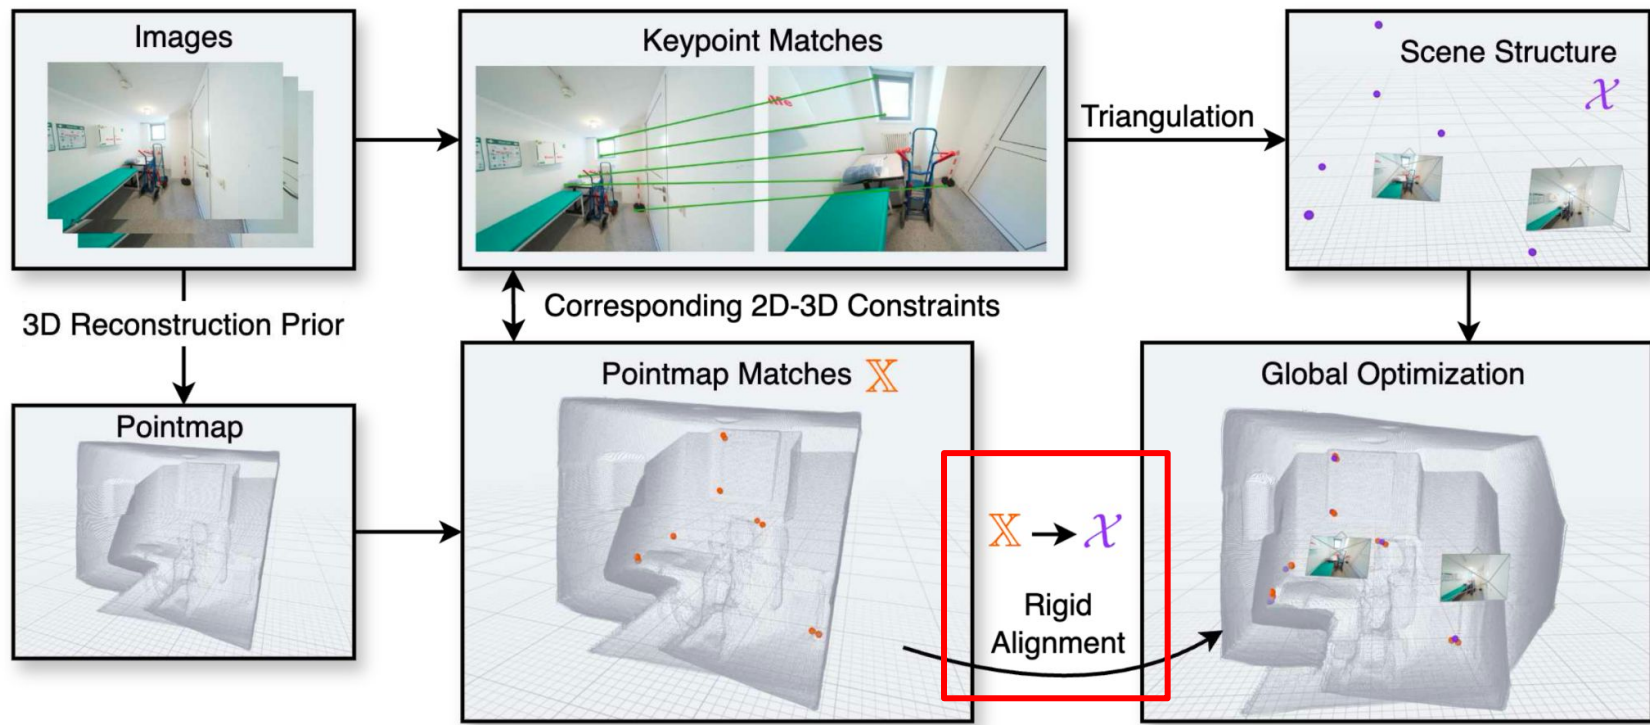 Images
Keypoint Matches
Scene Structure
𝒳
Triangulation
3D Reconstruction Prior
Corresponding 2D-3D Constraints
Pointmap
Pointmap Matches 𝕏
Global Optimization
𝕏 → 𝒳
Rigid
Alignment